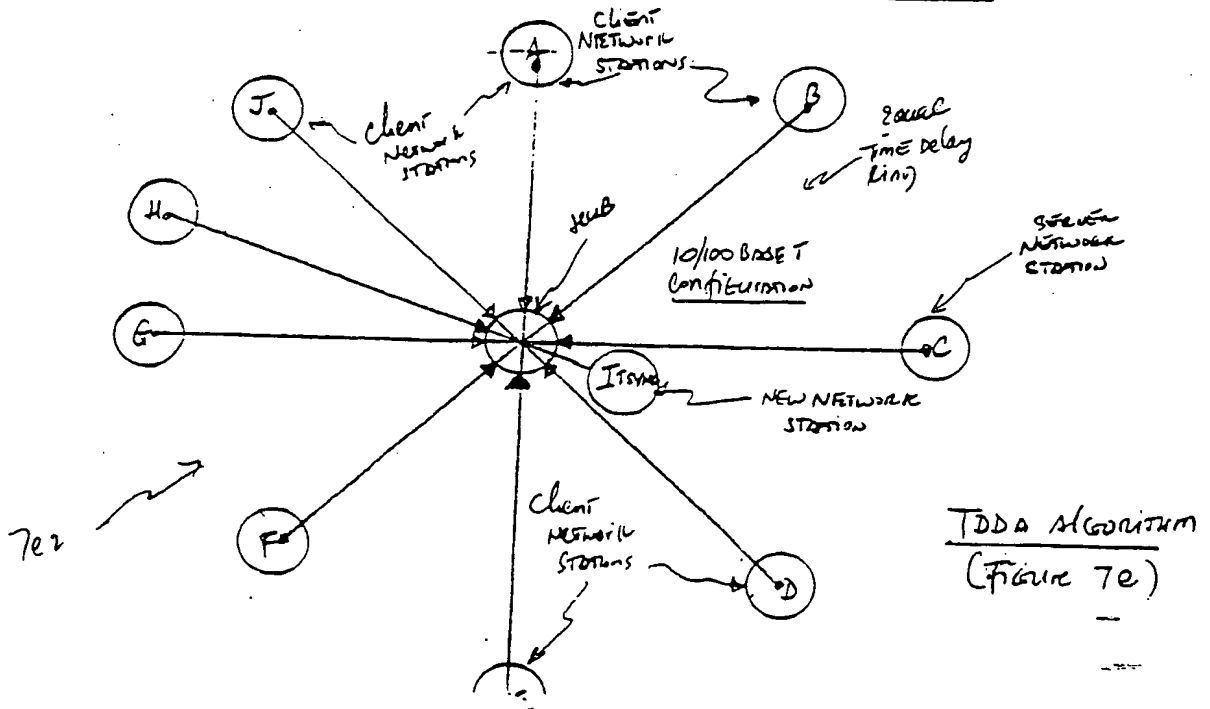 A
Client
Network
Stations
B
J
Client
Network
Stations
Equal
Time Delay
Ring
H
HUB
10/100 BASE T
Configuration
Server
Network
Station
G
C
ITSYNC
New Network
Station
7e2
F
Client
Network
Stations
D
TDDA Algorithm
(Figure 7e)